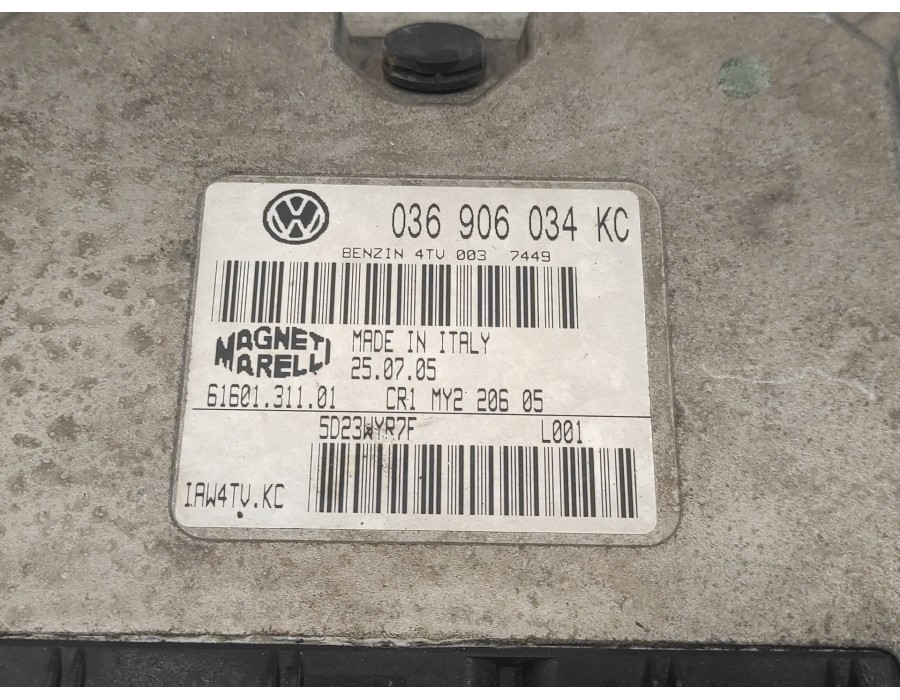 036 906 034 KC
BENZIN 4TV 003 7449
MAGNETI MARELLI
MADE IN ITALY
25.07.05
61601.311.01 CR1 MY2 206 05
5D23WYR7F L001
IAW4TV.KC